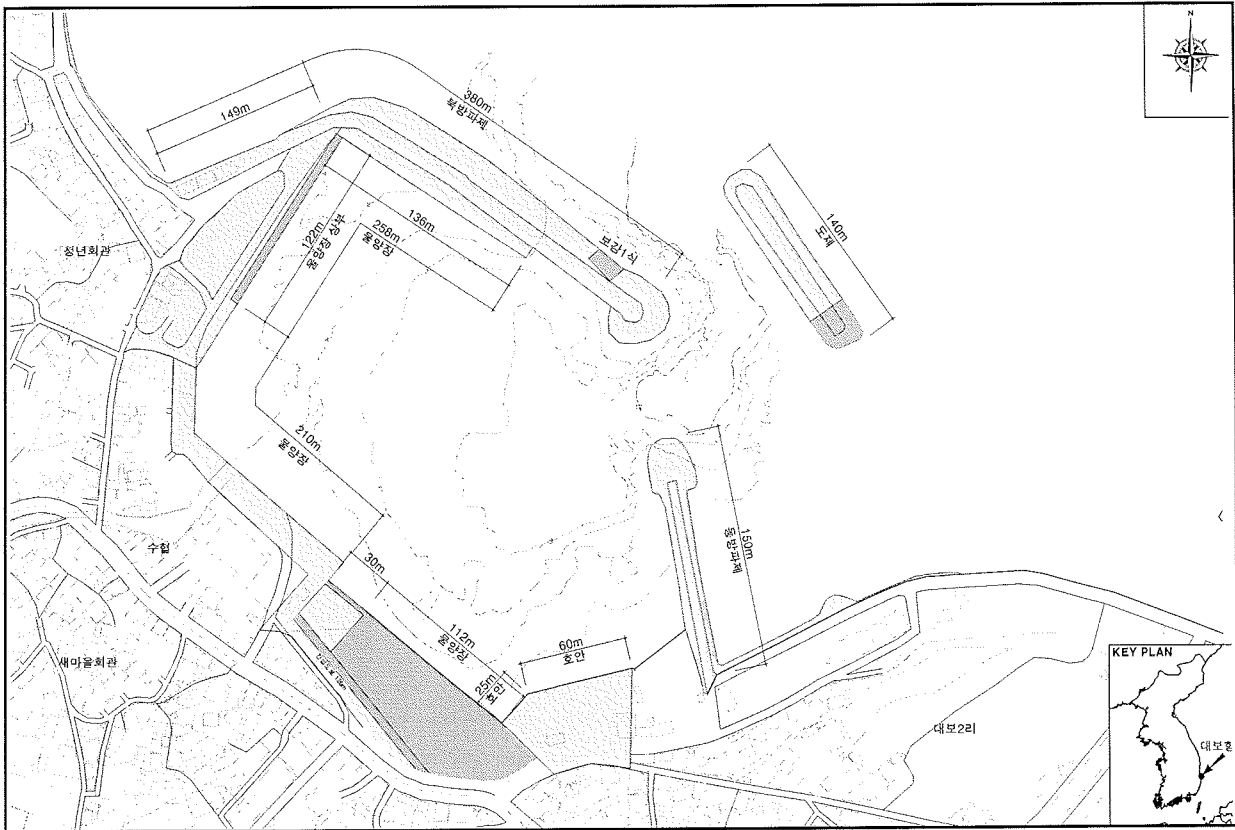 N
149m
380m
북방파제
136m
258m
물양장
122m
물양장 상부
보강1식
140m
도제
청년회관
210m
물양장
150m
동방파제
수협
30m
112m
물양장
25m
60m
호안
새마을회관
대보2리
KEY PLAN
대보항